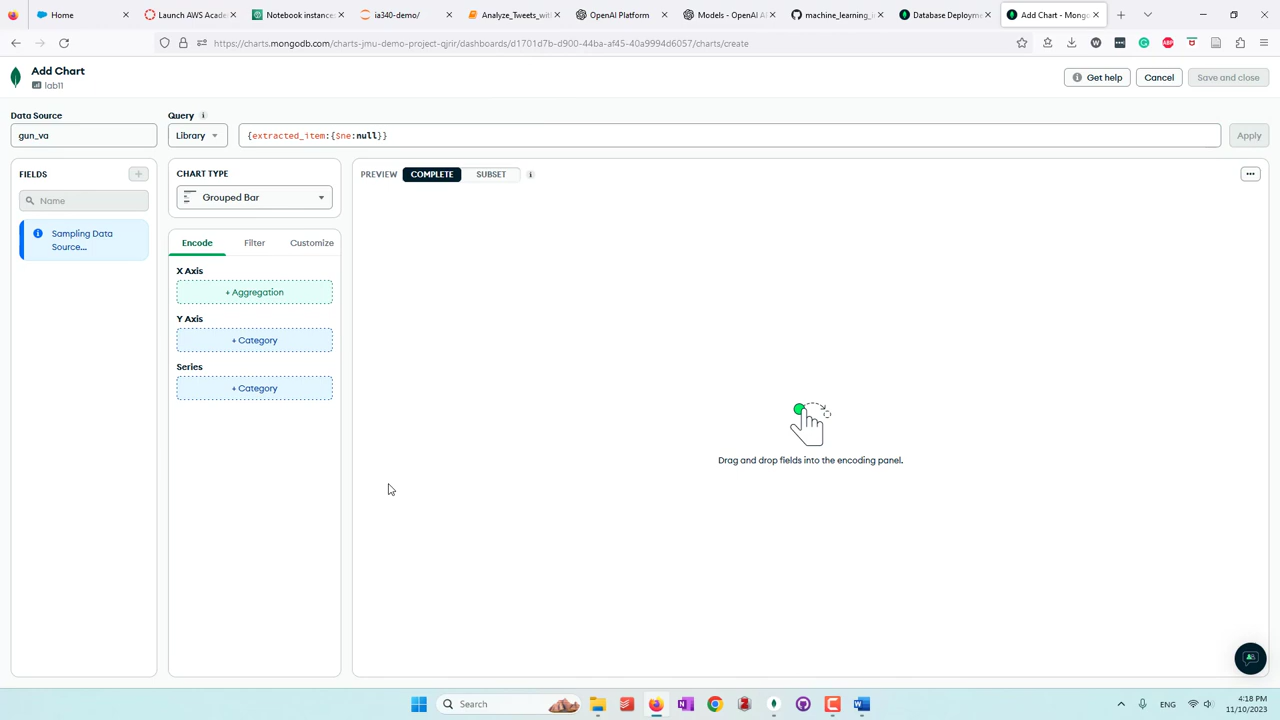 Home
Launch AWS Acade
Notebook instance
ia340-demo/
Analyze_Tweets_wit
OpenAI Platform
Models - OpenAI A
machine_learning_i
Database Deployme
Add Chart - Mongo
https://charts.mongodb.com/charts-jmu-demo-project-qjrir/dashboards/d1701d7b-d900-44ba-af45-40a9994d6057/charts/create
Add Chart
lab11
Get help
Cancel
Save and close
Data Source
Query
gun_va
Library
{extracted_item:{$ne:null}}
Apply
FIELDS
Name
Sampling Data
Source...
CHART TYPE
Grouped Bar
Encode
Filter
Customize
X Axis
+ Aggregation
Y Axis
+ Category
Series
+ Category
PREVIEW
COMPLETE
SUBSET
Drag and drop fields into the encoding panel.
Search
ENG
4:18 PM
11/10/2023